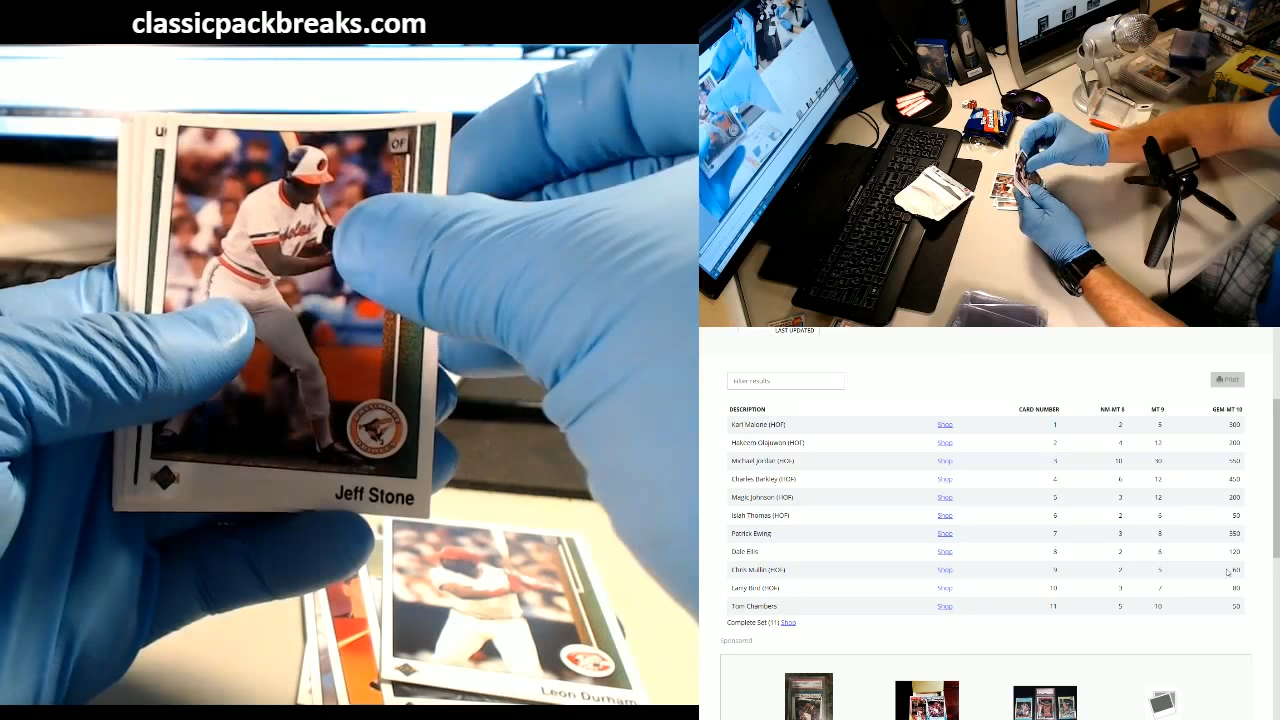 classicpackbreaks.com
OF
Jeff Stone
Leon Durham
LAST UPDATED
Filter results
Print
DESCRIPTION CARD NUMBER NM-MT 8 MT 9 GEM-MT 10
Karl Malone (HOF) Shop 1 2 5 300
Hakeem Olajuwon (HOF) Shop 2 4 12 200
Michael Jordan (HOF) Shop 3 10 30 550
Charles Barkley (HOF) Shop 4 6 12 450
Magic Johnson (HOF) Shop 5 3 12 200
Isiah Thomas (HOF) Shop 6 2 6 50
Patrick Ewing Shop 7 3 8 350
Dale Ellis Shop 8 2 6 120
Chris Mullin (HOF) Shop 9 2 5 60
Larry Bird (HOF) Shop 10 3 7 80
Tom Chambers Shop 11 5 10 50
Complete Set (11) Shop
Sponsored